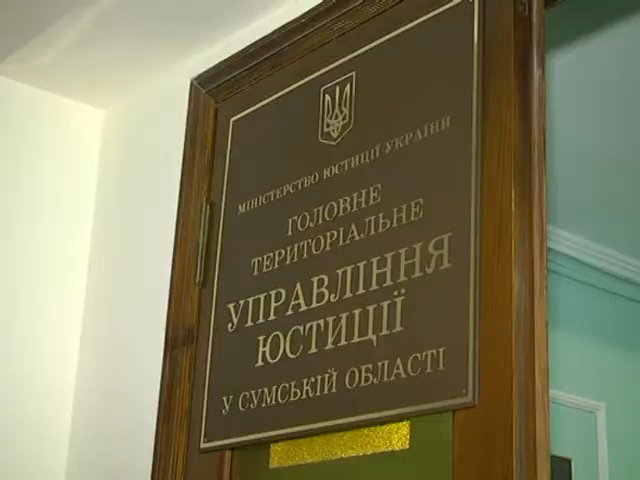 МІНІСТЕРСТВО ЮСТИЦІЇ УКРАЇНИ
ГОЛОВНЕ
ТЕРИТОРІАЛЬНЕ
УПРАВЛІННЯ
ЮСТИЦІЇ
У СУМСЬКІЙ ОБЛАСТІ